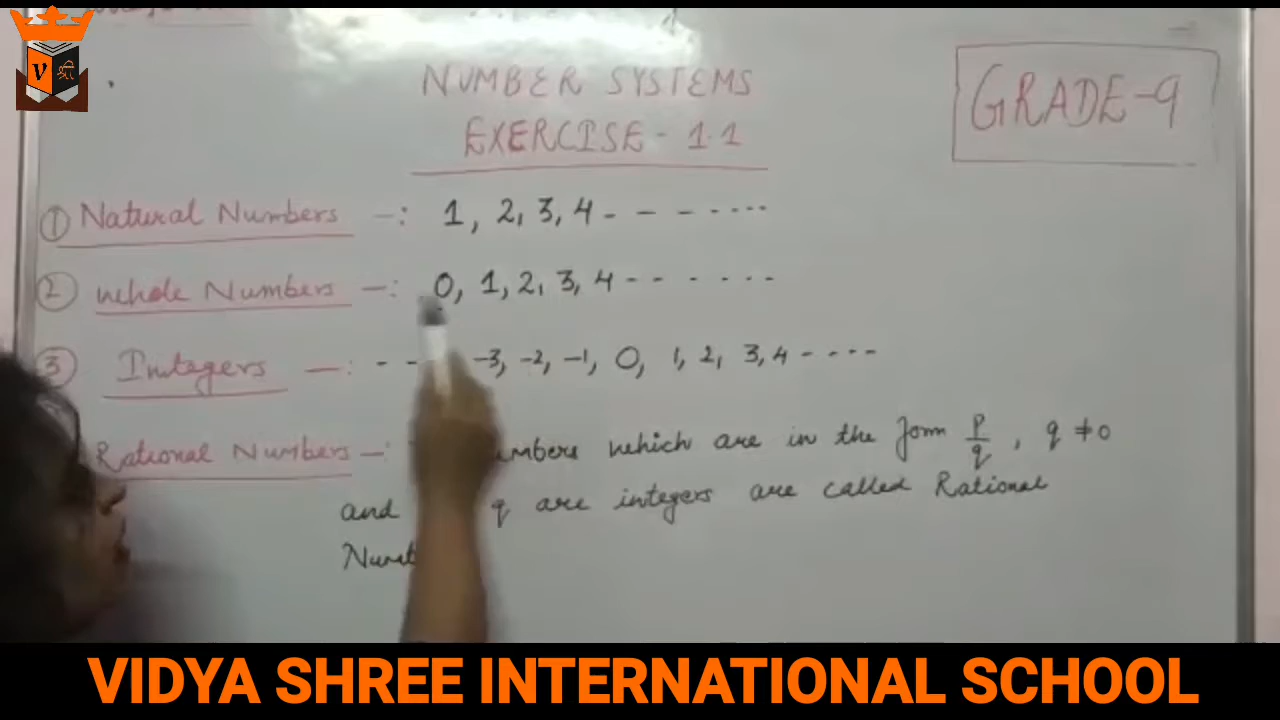 V श्री
NUMBER SYSTEMS
EXERCISE - 1.1
GRADE-9
① Natural Numbers -: 1, 2, 3, 4 - - - ....
② Whole Numbers -: 0, 1, 2, 3, 4 - - - - - -
③ Integers -: - - -3, -2, -1, 0, 1, 2, 3, 4 - - - -
Rational Numbers -: which are in the form p/q , q ≠ 0
and q are integers are called Rational
VIDYA SHREE INTERNATIONAL SCHOOL